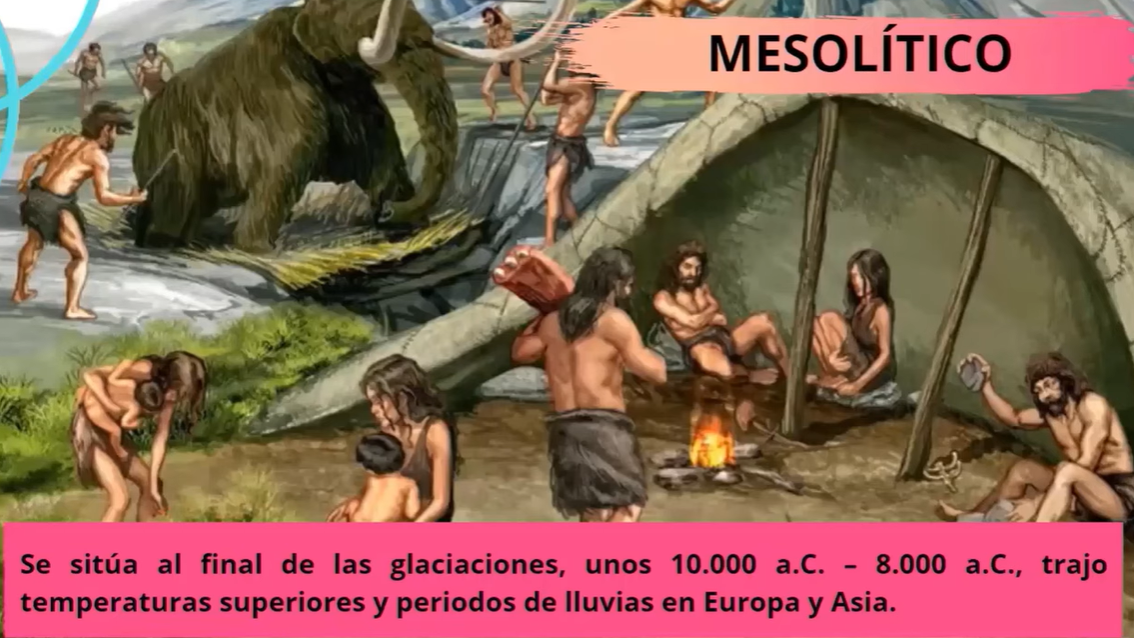 MESOLÍTICO
Se sitúa al final de las glaciaciones, unos 10.000 a.C. – 8.000 a.C., trajo
temperaturas superiores y periodos de lluvias en Europa y Asia.